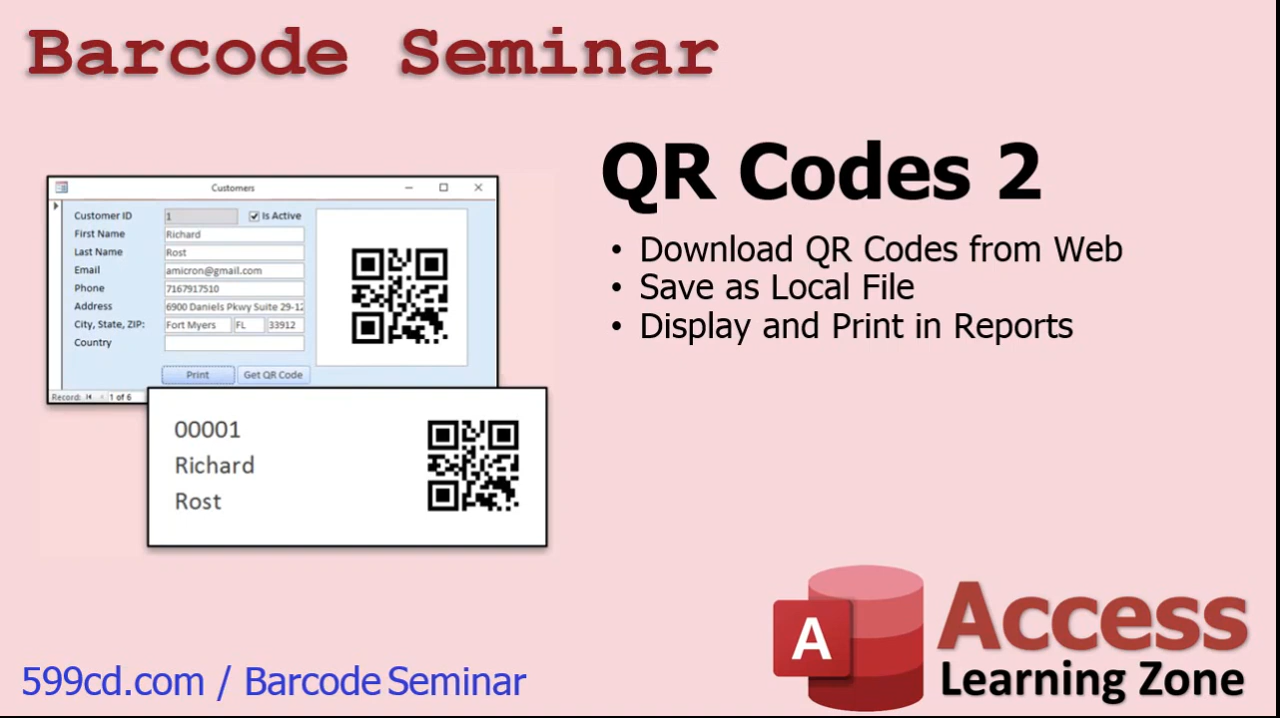 Barcode Seminar
QR Codes 2
• Download QR Codes from Web
• Save as Local File
• Display and Print in Reports
Customers
Customer ID 1 Is Active
First Name Richard
Last Name Rost
Email amicron@gmail.com
Phone 7167917510
Address 6900 Daniels Pkwy Suite 29-12
City, State, ZIP: Fort Myers FL 33912
Country
Print Get QR Code
Record: 1 of 6
00001
Richard
Rost
A
Access
Learning Zone
599cd.com / Barcode Seminar